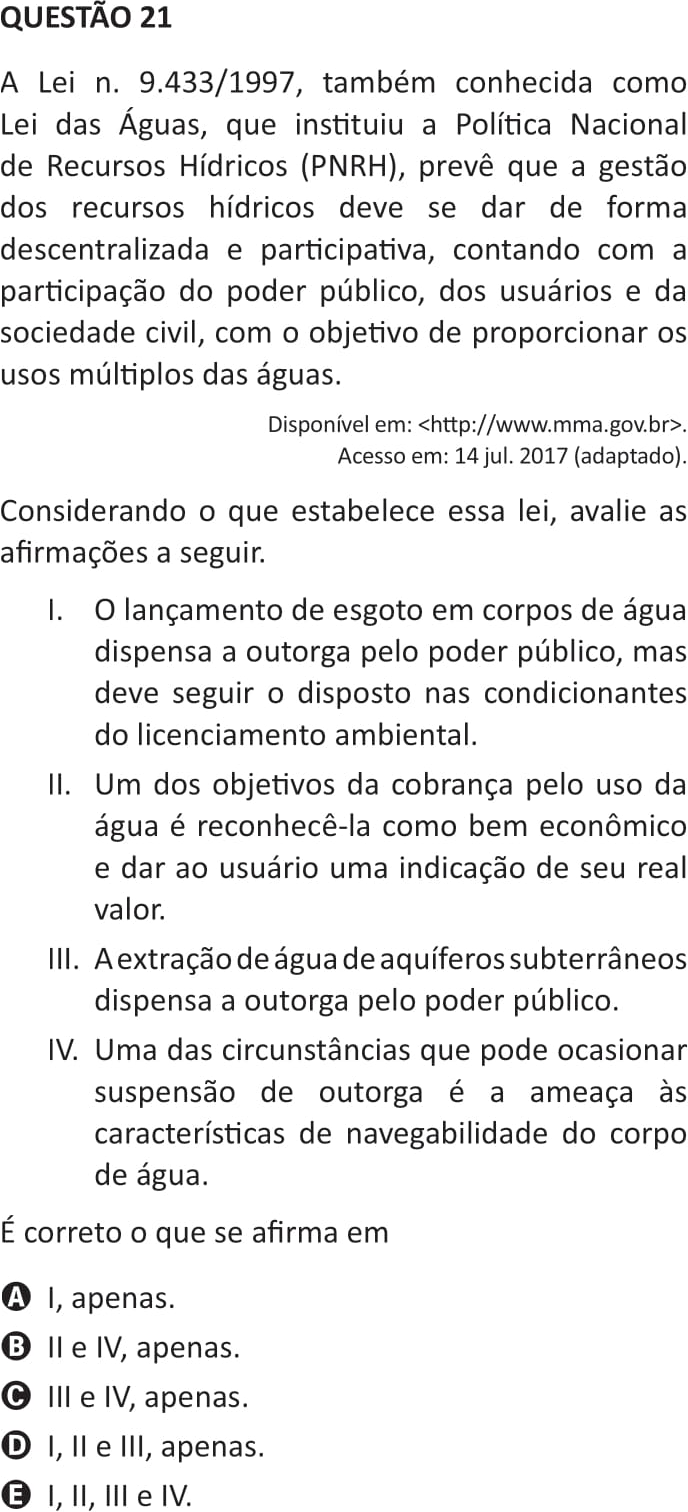 QUESTÃO 21
A Lei n. 9.433/1997, também conhecida como
Lei das Águas, que instituiu a Política Nacional
de Recursos Hídricos (PNRH), prevê que a gestão
dos recursos hídricos deve se dar de forma
descentralizada e participativa, contando com a
participação do poder público, dos usuários e da
sociedade civil, com o objetivo de proporcionar os
usos múltiplos das águas.
Disponível em: <http://www.mma.gov.br>.
Acesso em: 14 jul. 2017 (adaptado).
Considerando o que estabelece essa lei, avalie as
afirmações a seguir.
I. O lançamento de esgoto em corpos de água
dispensa a outorga pelo poder público, mas
deve seguir o disposto nas condicionantes
do licenciamento ambiental.
II. Um dos objetivos da cobrança pelo uso da
água é reconhecê-la como bem econômico
e dar ao usuário uma indicação de seu real
valor.
III. A extração de água de aquíferos subterrâneos
dispensa a outorga pelo poder público.
IV. Uma das circunstâncias que pode ocasionar
suspensão de outorga é a ameaça às
características de navegabilidade do corpo
de água.
É correto o que se afirma em
A I, apenas.
B II e IV, apenas.
C III e IV, apenas.
D I, II e III, apenas.
E I, II, III e IV.